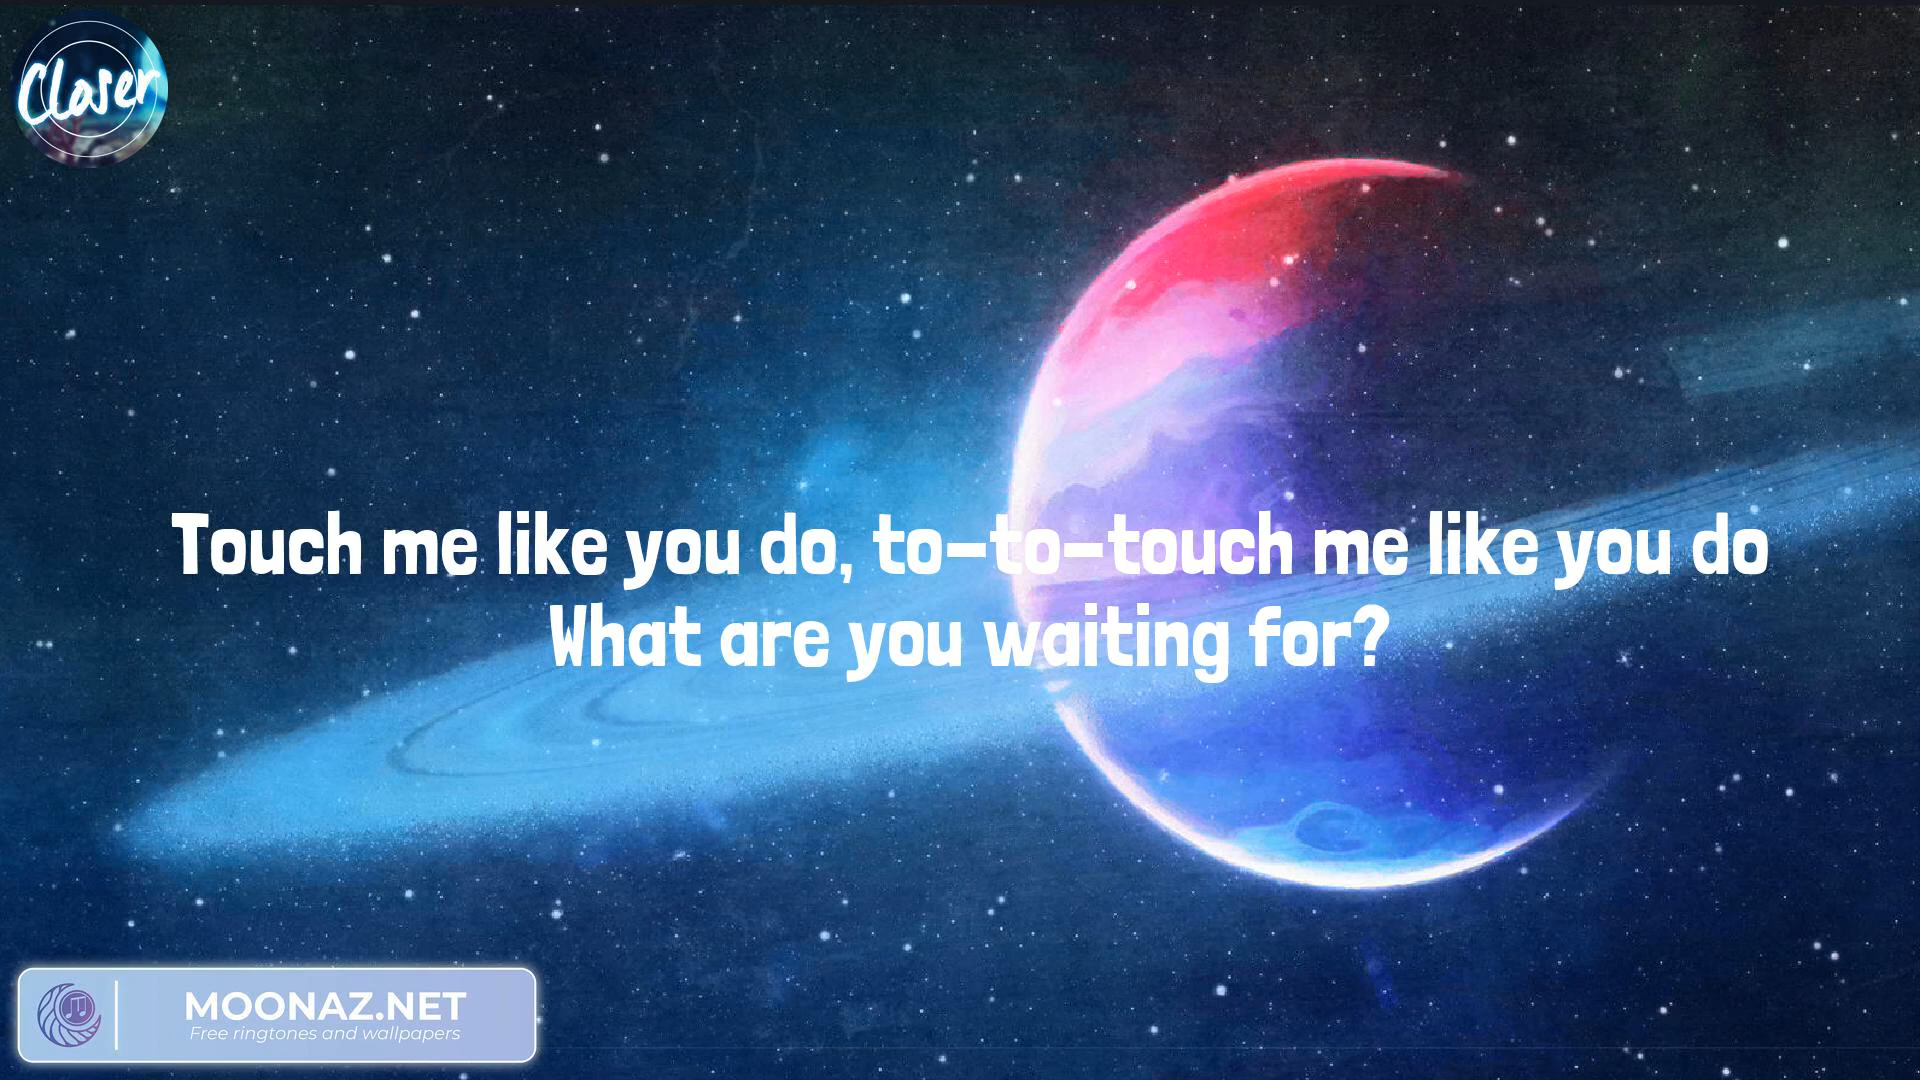 Closer
Touch me like you do, to-to-touch me like you do
What are you waiting for?
MOONAZ.NET
Free ringtones and wallpapers